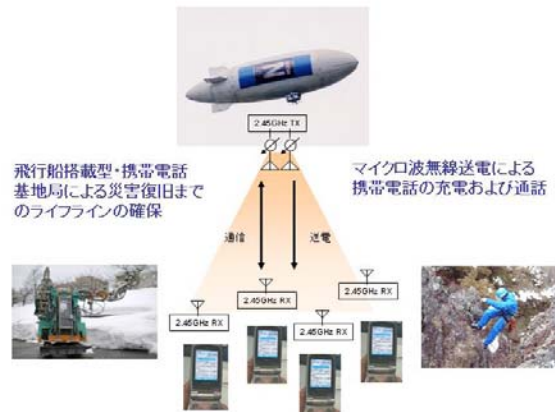 2.45GHz TX
飛行船搭載型・携帯電話
基地局による災害復旧まで
のライフラインの確保
マイクロ波無線送電による
携帯電話の充電および通話
通信
送電
2.45GHz RX
2.45GHz RX
2.45GHz RX
2.45GHz RX